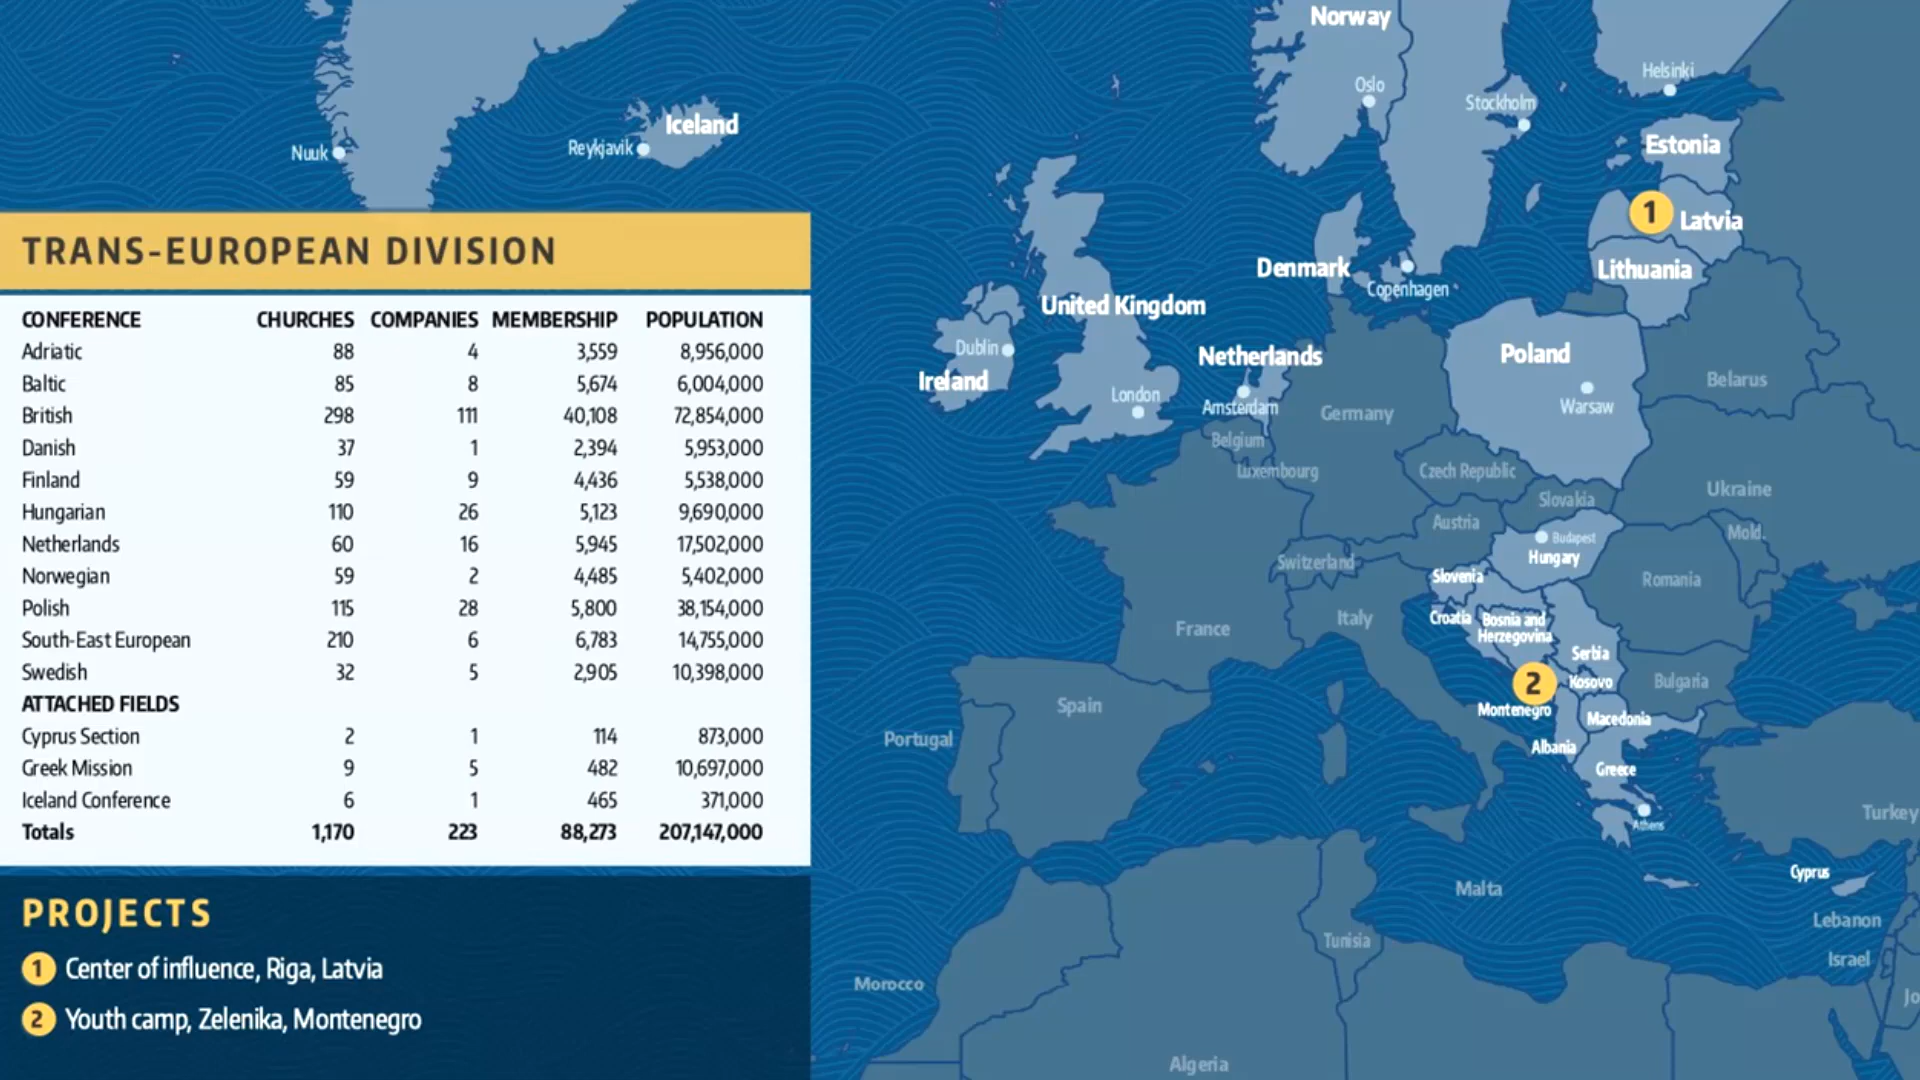 TRANS-EUROPEAN DIVISION
CONFERENCE CHURCHES COMPANIES MEMBERSHIP POPULATION
Adriatic 88 4 3,559 8,956,000
Baltic 85 8 5,674 6,004,000
British 298 111 40,108 72,854,000
Danish 37 1 2,394 5,953,000
Finland 59 9 4,436 5,538,000
Hungarian 110 26 5,123 9,690,000
Netherlands 60 16 5,945 17,502,000
Norwegian 59 2 4,485 5,402,000
Polish 115 28 5,800 38,154,000
South-East European 210 6 6,783 14,755,000
Swedish 32 5 2,905 10,398,000
ATTACHED FIELDS
Cyprus Section 2 1 114 873,000
Greek Mission 9 5 482 10,697,000
Iceland Conference 6 1 465 371,000
Totals 1,170 223 88,273 207,147,000
PROJECTS
1 Center of influence, Riga, Latvia
2 Youth camp, Zelenika, Montenegro
Nuuk
Reykjavik
Iceland
Norway
Oslo
Stockholm
Helsinki
Estonia
1
Latvia
Lithuania
Denmark
Copenhagen
United Kingdom
Dublin
Ireland
London
Netherlands
Amsterdam
Belgium
Luxembourg
Germany
Poland
Warsaw
Belarus
Czech Republic
Slovakia
Ukraine
Austria
Mold.
Budapest
Hungary
Switzerland
Slovenia
Romania
Croatia
Bosnia and
Herzegovina
Italy
France
Serbia
2
Kosovo
Bulgaria
Montenegro
Macedonia
Spain
Portugal
Albania
Greece
Athens
Turkey
Cyprus
Malta
Lebanon
Tunisia
Israel
Morocco
Jo
Algeria